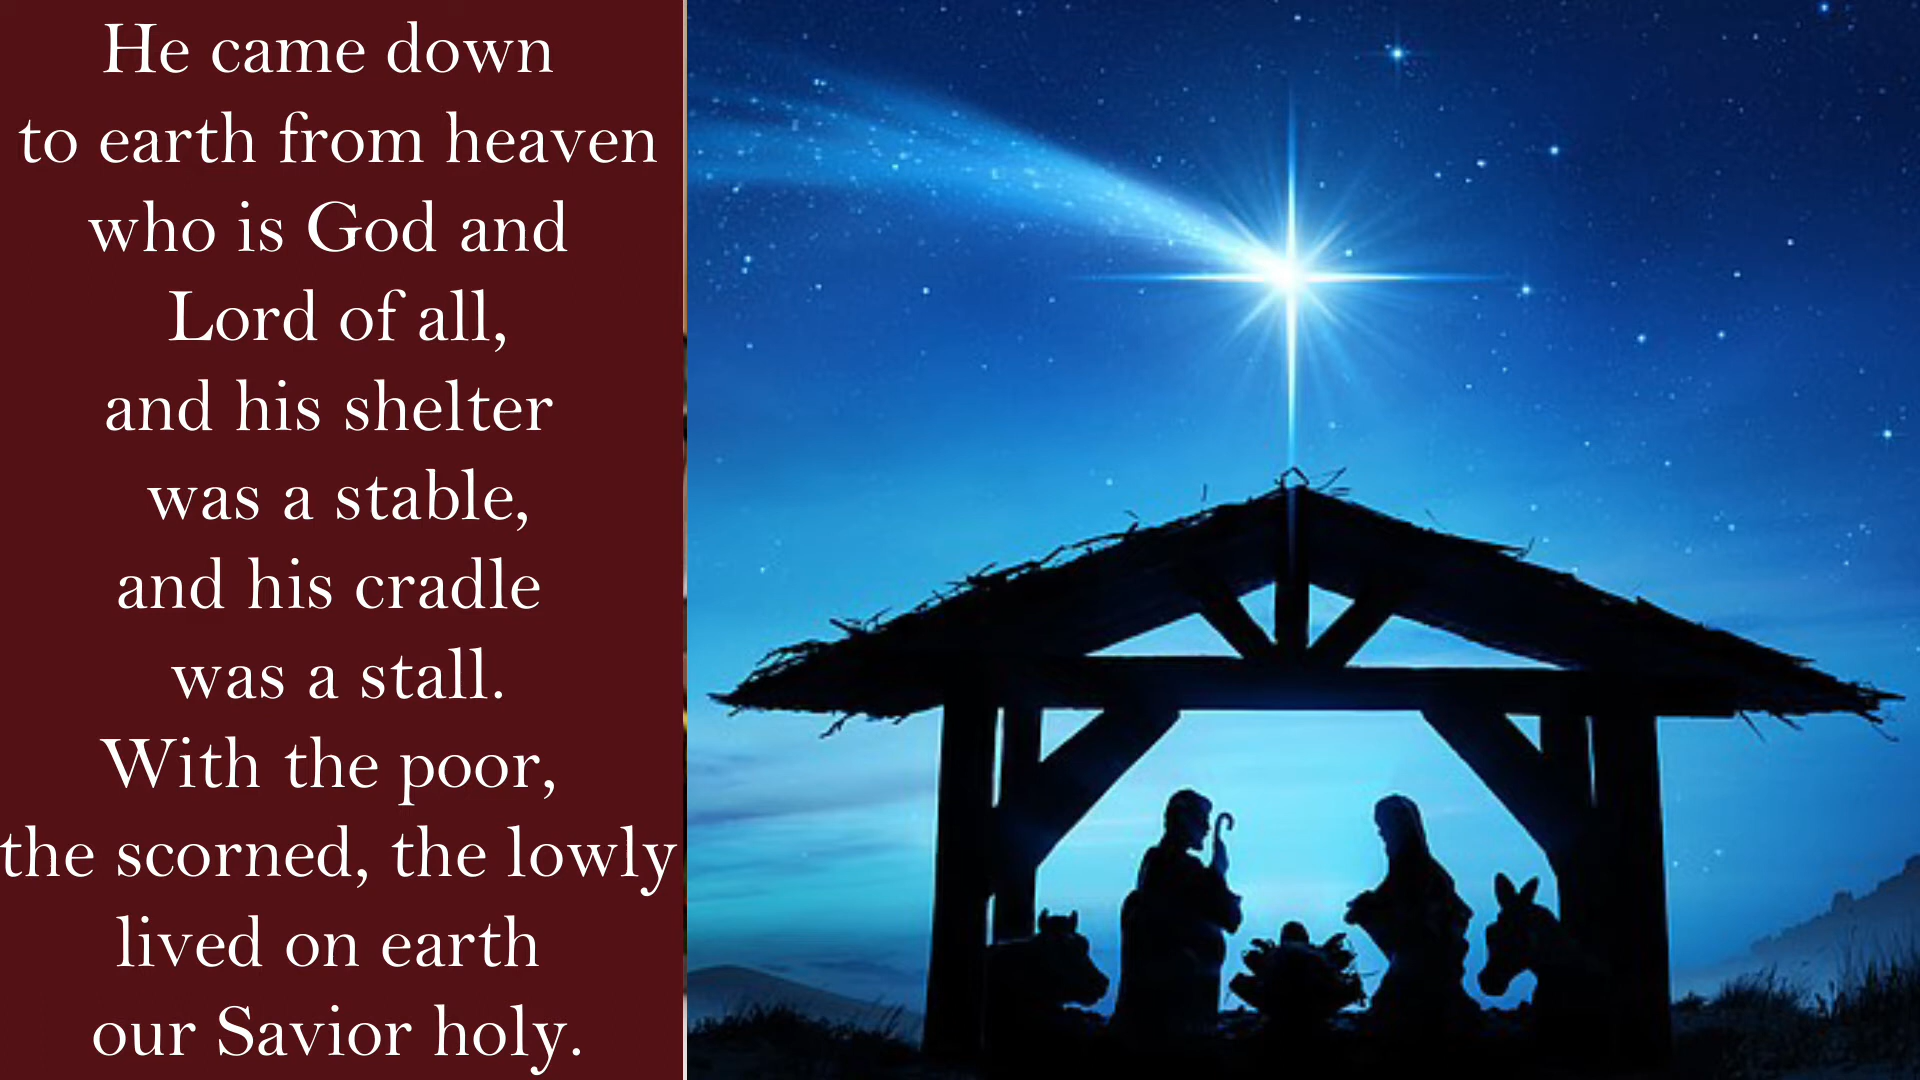 He came down
to earth from heaven
who is God and
Lord of all,
and his shelter
was a stable,
and his cradle
was a stall.
With the poor,
the scorned, the lowly
lived on earth
our Savior holy.